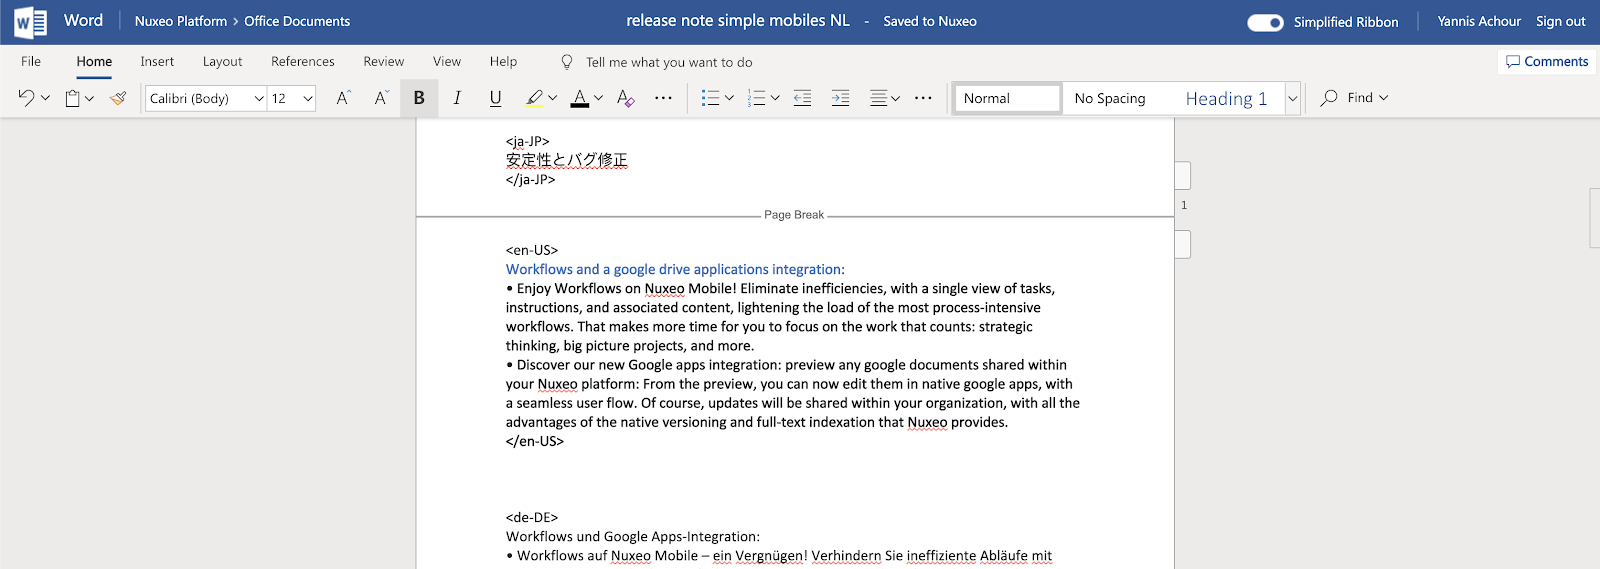 W Word Nuxeo Platform > Office Documents release note simple mobiles NL - Saved to Nuxeo Simplified Ribbon Yannis Achour Sign out
File Home Insert Layout References Review View Help Tell me what you want to do Comments
Calibri (Body) 12 A A B I U A A Normal No Spacing Heading 1 Find
<ja-JP>
安定性とバグ修正
</ja-JP>
1
Page Break
<en-US>
Workflows and a google drive applications integration:
• Enjoy Workflows on Nuxeo Mobile! Eliminate inefficiencies, with a single view of tasks,
instructions, and associated content, lightening the load of the most process-intensive
workflows. That makes more time for you to focus on the work that counts: strategic
thinking, big picture projects, and more.
• Discover our new Google apps integration: preview any google documents shared within
your Nuxeo platform: From the preview, you can now edit them in native google apps, with
a seamless user flow. Of course, updates will be shared within your organization, with all the
advantages of the native versioning and full-text indexation that Nuxeo provides.
</en-US>
<de-DE>
Workflows und Google Apps-Integration:
• Workflows auf Nuxeo Mobile – ein Vergnügen! Verhindern Sie ineffiziente Abläufe mit